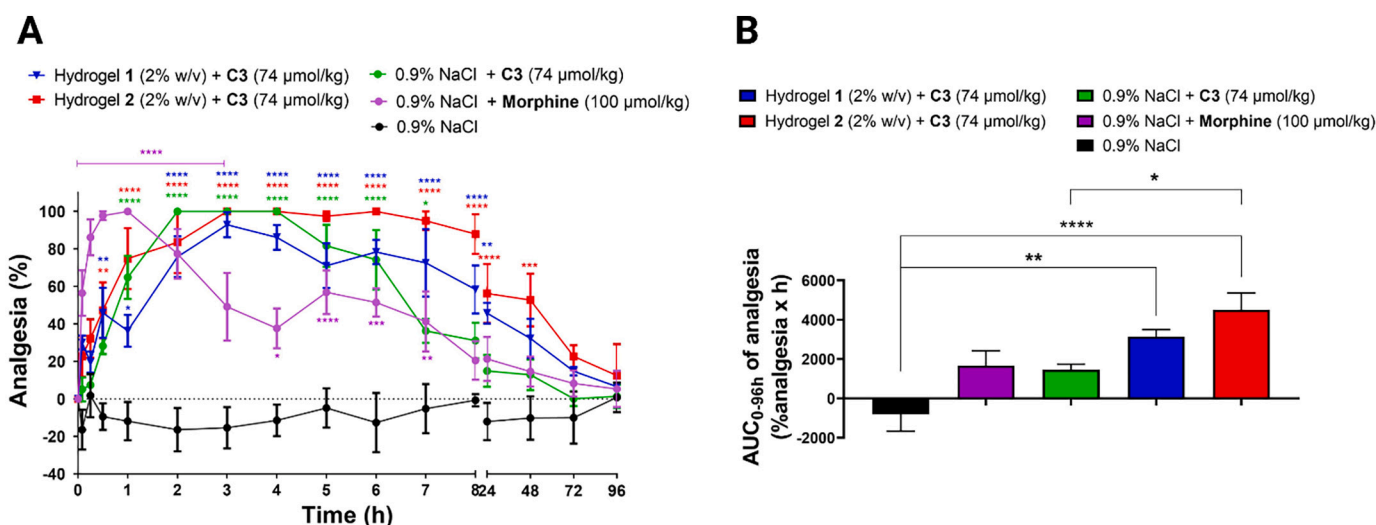 A
Hydrogel 1 (2% w/v) + C3 (74 µmol/kg)
Hydrogel 2 (2% w/v) + C3 (74 µmol/kg)
0.9% NaCl + C3 (74 µmol/kg)
0.9% NaCl + Morphine (100 µmol/kg)
0.9% NaCl
****
**** **** **** **** **** ****
**** **** **** **** **** **** **** ****
**** **** **** **** **** **** *
**
**
*
*
****
***
**
**
****
***
Analgesia (%)
100
80
60
40
20
0
-20
-40
0 1 2 3 4 5 6 7 8 24 48 72 96
Time (h)
B
Hydrogel 1 (2% w/v) + C3 (74 µmol/kg)
Hydrogel 2 (2% w/v) + C3 (74 µmol/kg)
0.9% NaCl + C3 (74 µmol/kg)
0.9% NaCl + Morphine (100 µmol/kg)
0.9% NaCl
*
****
**
AUC0-96h of analgesia
(%analgesia x h)
6000
4000
2000
0
-2000